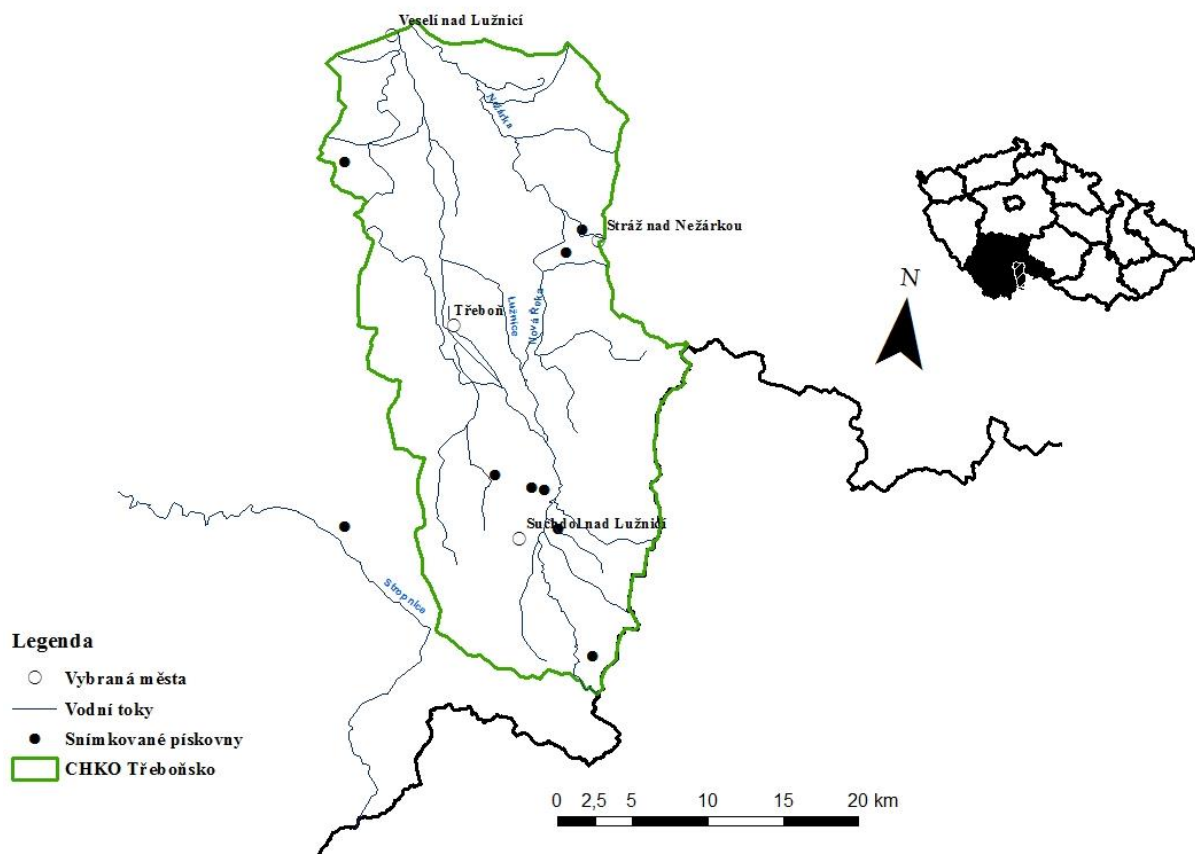 Veselí nad Lužnicí
Nežárka
Stráž nad Nežárkou
N
Třeboň
Lužnice
Nová Řeka
Suchdol nad Lužnicí
Stropnice
Legenda
Vybraná města
Vodní toky
Snímkované pískovny
CHKO Třeboňsko
0 2,5 5 10 15 20 km